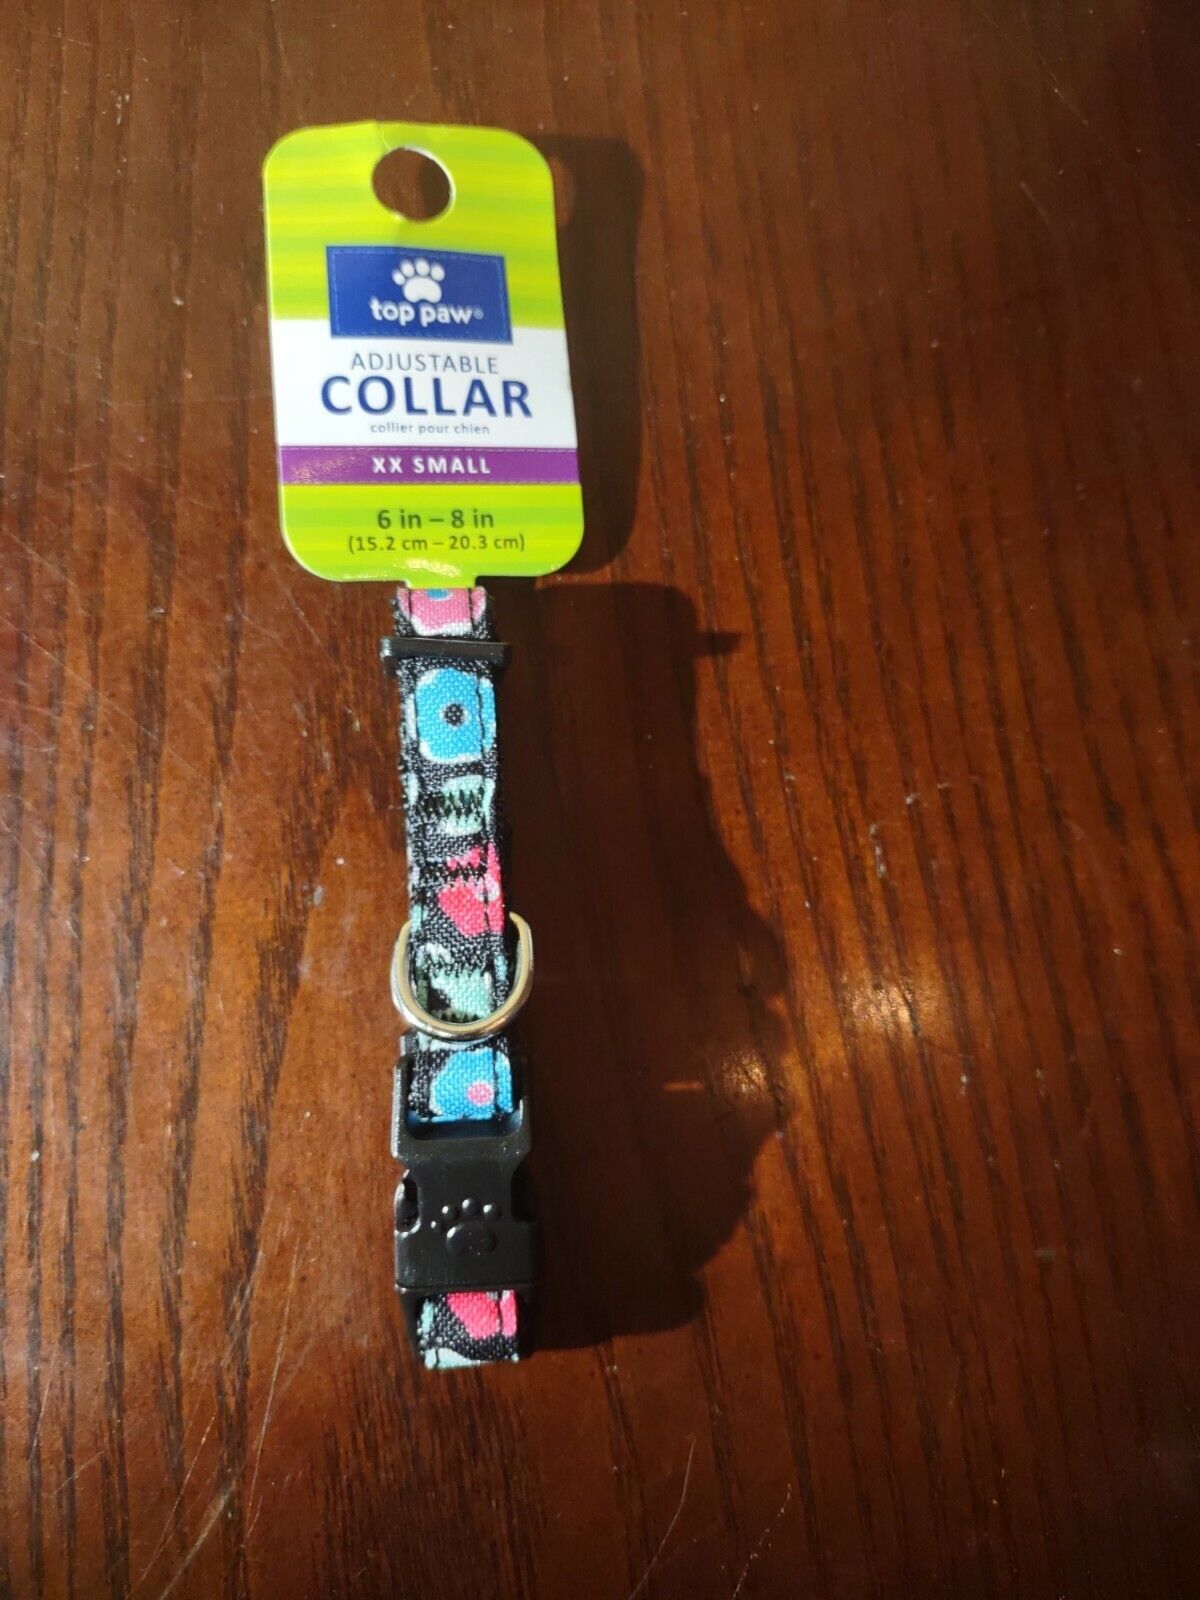 top paw®
ADJUSTABLE
COLLAR
collier pour chien
XX SMALL
6 in – 8 in
(15.2 cm – 20.3 cm)